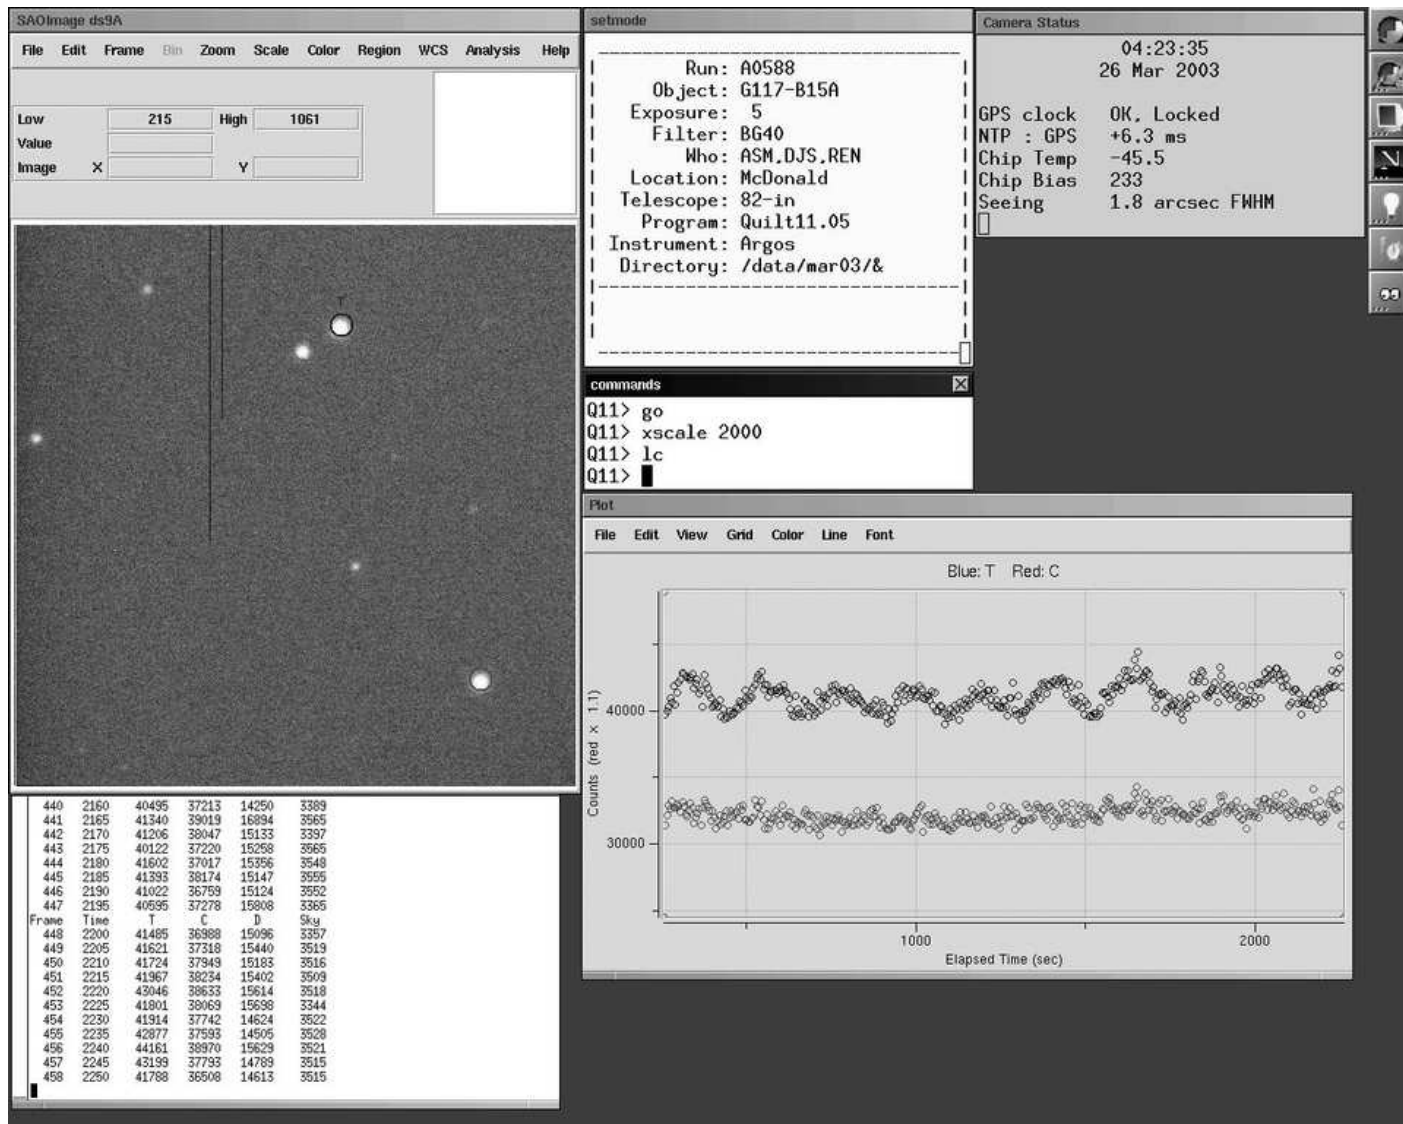 SAOImage ds9A
File Edit Frame Bin Zoom Scale Color Region WCS Analysis Help
Low 215 High 1061
Value
Image X Y
T
440 2160 40495 37213 14250 3389
441 2165 41340 39019 16894 3565
442 2170 41206 38047 15133 3397
443 2175 40122 37220 15258 3565
444 2180 41602 37017 15356 3548
445 2185 41393 38174 15147 3555
446 2190 41022 36759 15124 3552
447 2195 40595 37278 15808 3365
Frame Time T C D Sky
448 2200 41485 36988 15096 3357
449 2205 41621 37318 15440 3519
450 2210 41724 37949 15183 3516
451 2215 41967 38234 15402 3509
452 2220 43046 38633 15614 3518
453 2225 41801 38069 15698 3344
454 2230 41914 37742 14624 3522
455 2235 42877 37593 14505 3528
456 2240 44161 38970 15629 3521
457 2245 43199 37793 14789 3515
458 2250 41788 36508 14613 3515
setmode
Run: A0588
Object: G117-B15A
Exposure: 5
Filter: BG40
Who: ASM,DJS,REN
Location: McDonald
Telescope: 82-in
Program: Quilt11.05
Instrument: Argos
Directory: /data/mar03/&
commands
Q11> go
Q11> xscale 2000
Q11> lc
Q11>
Camera Status
04:23:35
26 Mar 2003
GPS clock OK, Locked
NTP : GPS +6.3 ms
Chip Temp -45.5
Chip Bias 233
Seeing 1.8 arcsec FWHM
Plot
File Edit View Grid Color Line Font
Blue: T Red: C
Counts (red x 1.1)
40000
30000
1000 2000
Elapsed Time (sec)